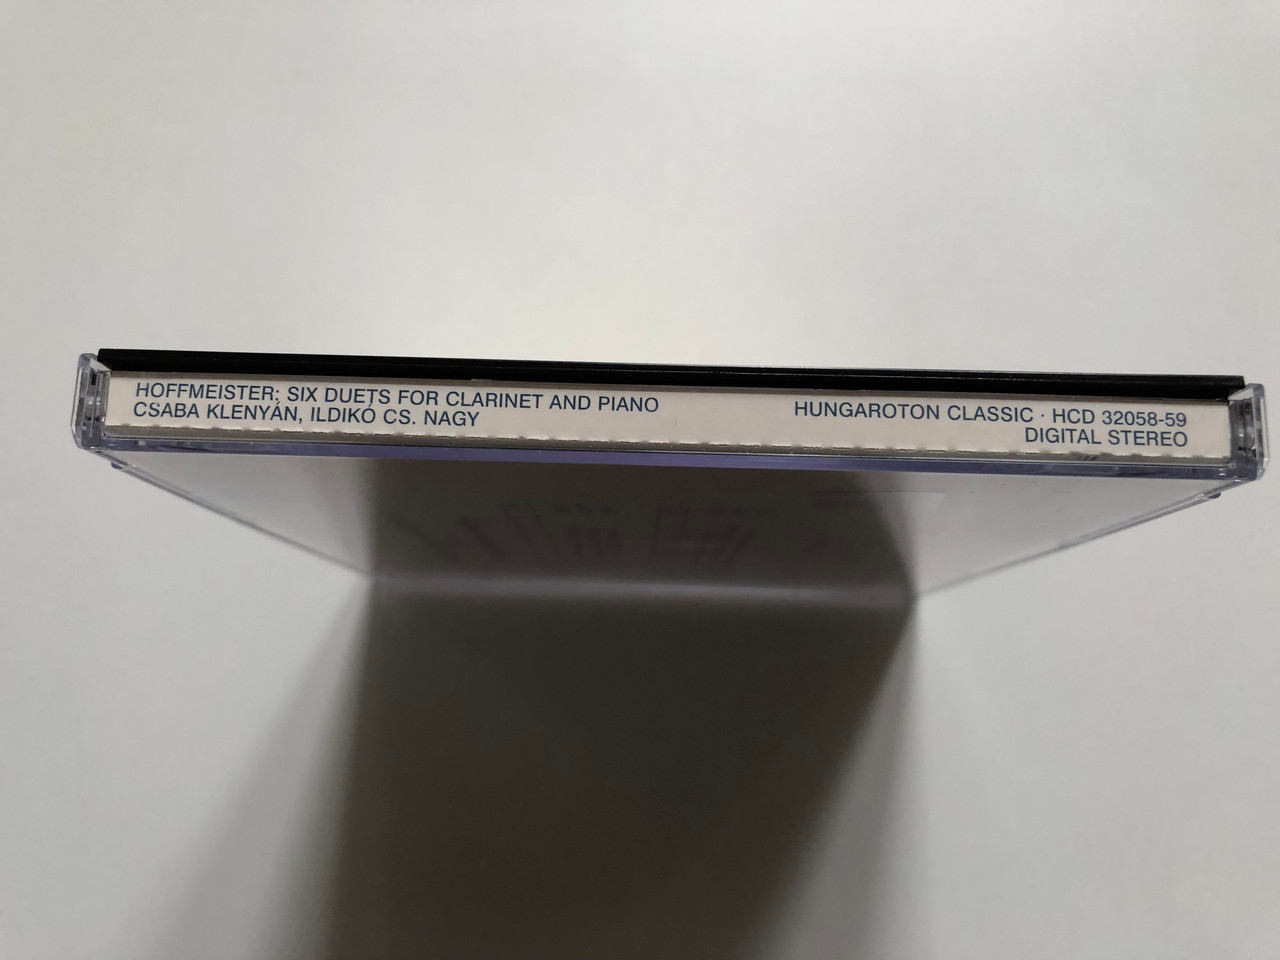 HOFFMEISTER: SIX DUETS FOR CLARINET AND PIANO
CSABA KLENYÁN, ILDIKÓ CS. NAGY
HUNGAROTON CLASSIC · HCD 32058-59
DIGITAL STEREO